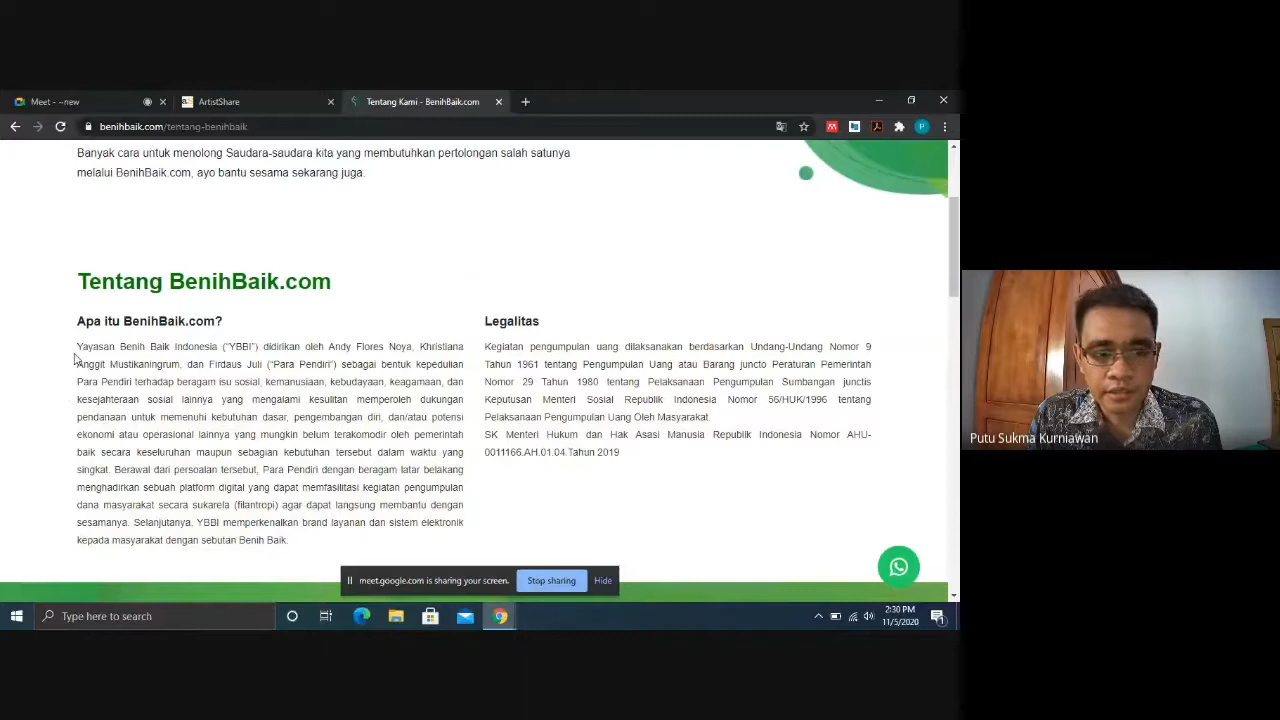 Meet - ~new
ArtistShare
Tentang Kami - BenihBaik.com
benihbaik.com/tentang-benihbaik
Banyak cara untuk menolong Saudara-saudara kita yang membutuhkan pertolongan salah satunya
melalui BenihBaik.com, ayo bantu sesama sekarang juga.
Tentang BenihBaik.com
Apa itu BenihBaik.com?
Yayasan Benih Baik Indonesia ("YBBI") didirikan oleh Andy Flores Noya, Khristiana
Anggit Mustikaningrum, dan Firdaus Juli ("Para Pendiri") sebagai bentuk kepedulian
Para Pendiri terhadap beragam isu sosial, kemanusiaan, kebudayaan, keagamaan, dan
kesejahteraan sosial lainnya yang mengalami kesulitan memperoleh dukungan
pendanaan untuk memenuhi kebutuhan dasar, pengembangan diri, dan/atau potensi
ekonomi atau operasional lainnya yang mungkin belum terakomodir oleh pemerintah
baik secara keseluruhan maupun sebagian kebutuhan tersebut dalam waktu yang
singkat. Berawal dari persoalan tersebut, Para Pendiri dengan beragam latar belakang
menghadirkan sebuah platform digital yang dapat memfasilitasi kegiatan pengumpulan
dana masyarakat secara sukarela (filantropi) agar dapat langsung membantu dengan
sesamanya. Selanjutanya, YBBI memperkenalkan brand layanan dan sistem elektronik
kepada masyarakat dengan sebutan Benih Baik.
Legalitas
Kegiatan pengumpulan uang dilaksanakan berdasarkan Undang-Undang Nomor 9
Tahun 1961 tentang Pengumpulan Uang atau Barang juncto Peraturan Pemerintah
Nomor 29 Tahun 1980 tentang Pelaksanaan Pengumpulan Sumbangan junctis
Keputusan Menteri Sosial Republik Indonesia Nomor 56/HUK/1996 tentang
Pelaksanaan Pengumpulan Uang Oleh Masyarakat.
SK Menteri Hukum dan Hak Asasi Manusia Republik Indonesia Nomor AHU-
0011166.AH.01.04.Tahun 2019
Putu Sukma Kurniawan
meet.google.com is sharing your screen.
Stop sharing
Hide
Type here to search
2:30 PM
11/5/2020